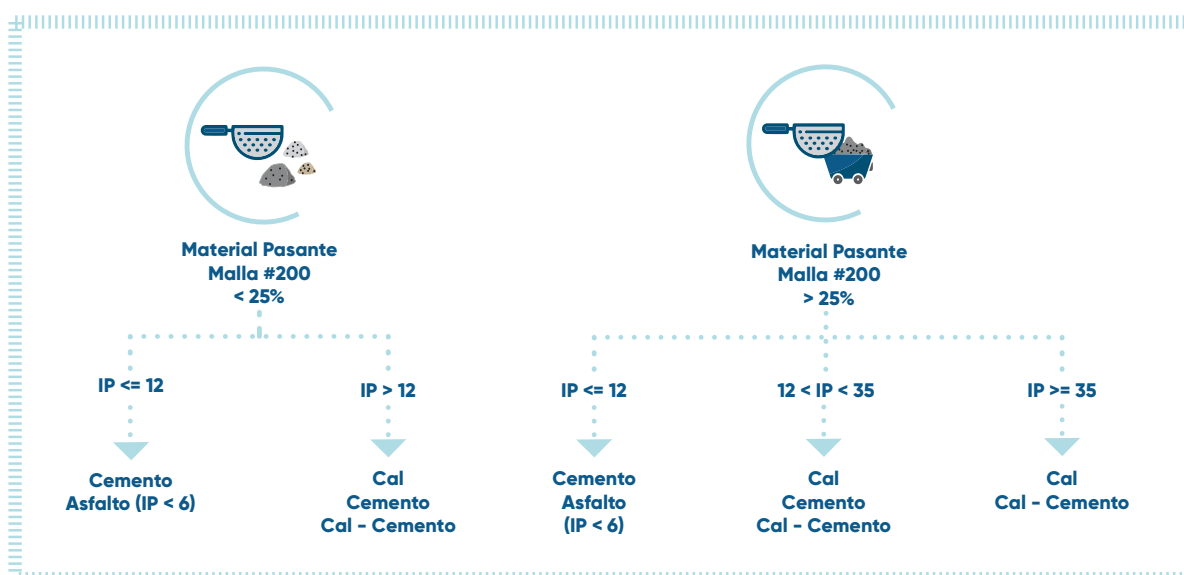 Material Pasante
Malla #200
< 25%
Material Pasante
Malla #200
> 25%
IP <= 12
IP > 12
IP <= 12
12 < IP < 35
IP >= 35
Cemento
Asfalto (IP < 6)
Cal
Cemento
Cal - Cemento
Cemento
Asfalto
(IP < 6)
Cal
Cemento
Cal - Cemento
Cal
Cal - Cemento